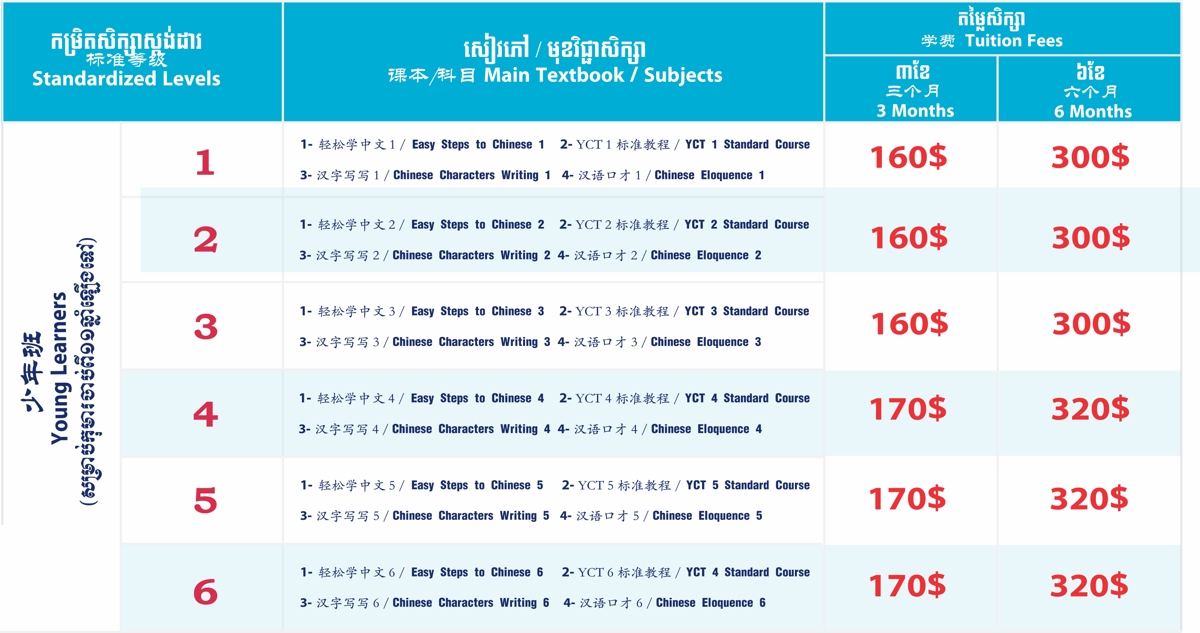 កម្រិតសិក្សាស្តង់ដារ
标准等级
Standardized Levels
សៀវភៅ / មុខវិជ្ជាសិក្សា
课本/科目 Main Textbook / Subjects
តម្លៃសិក្សា
学费 Tuition Fees
៣ខែ
三个月
3 Months
៦ខែ
六个月
6 Months
少年班
Young Learners
(សម្រាប់កុមារចាប់ពី១១ឆ្នាំឡើងទៅ)
1
1- 轻松学中文 1 / Easy Steps to Chinese 1 2- YCT 1 标准教程 / YCT 1 Standard Course
3- 汉字写写 1 / Chinese Characters Writing 1 4- 汉语口才 1 / Chinese Eloquence 1
160$
300$
2
1- 轻松学中文 2 / Easy Steps to Chinese 2 2- YCT 2 标准教程 / YCT 2 Standard Course
3- 汉字写写 2 / Chinese Characters Writing 2 4- 汉语口才 2 / Chinese Eloquence 2
160$
300$
3
1- 轻松学中文 3 / Easy Steps to Chinese 3 2- YCT 3 标准教程 / YCT 3 Standard Course
3- 汉字写写 3 / Chinese Characters Writing 3 4- 汉语口才 3 / Chinese Eloquence 3
160$
300$
4
1- 轻松学中文 4 / Easy Steps to Chinese 4 2- YCT 4 标准教程 / YCT 4 Standard Course
3- 汉字写写 4 / Chinese Characters Writing 4 4- 汉语口才 4 / Chinese Eloquence 4
170$
320$
5
1- 轻松学中文 5 / Easy Steps to Chinese 5 2- YCT 5 标准教程 / YCT 5 Standard Course
3- 汉字写写 5 / Chinese Characters Writing 5 4- 汉语口才 5 / Chinese Eloquence 5
170$
320$
6
1- 轻松学中文 6 / Easy Steps to Chinese 6 2- YCT 6 标准教程 / YCT 4 Standard Course
3- 汉字写写 6 / Chinese Characters Writing 6 4- 汉语口才 6 / Chinese Eloquence 6
170$
320$